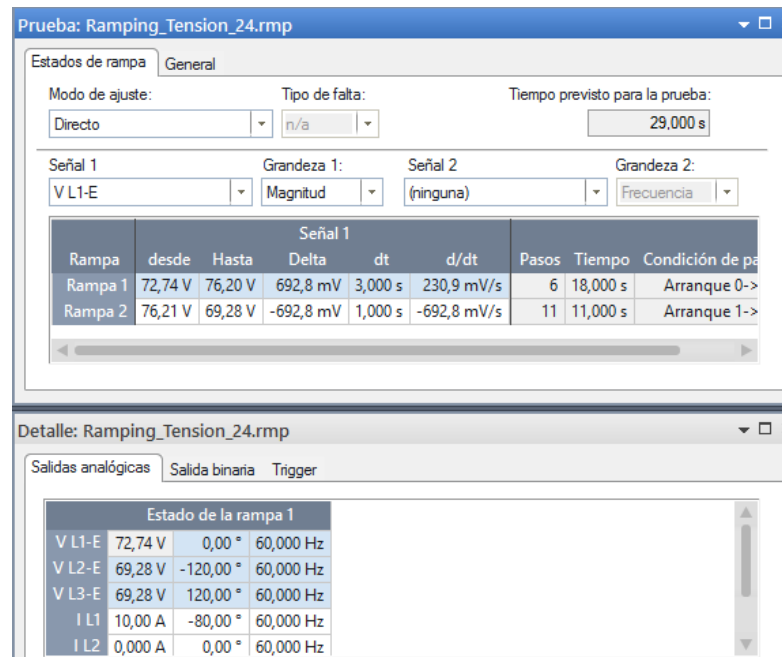 Prueba: Ramping_Tension_24.rmp
Estados de rampa General
Modo de ajuste: Tipo de falta: Tiempo previsto para la prueba:
Directo n/a 29,000 s
Señal 1 Grandeza 1: Señal 2 Grandeza 2:
V L1-E Magnitud (ninguna) Frecuencia
Señal 1
Rampa desde Hasta Delta dt d/dt Pasos Tiempo Condición de pa
Rampa 1 72,74 V 76,20 V 692,8 mV 3,000 s 230,9 mV/s 6 18,000 s Arranque 0->
Rampa 2 76,21 V 69,28 V -692,8 mV 1,000 s -692,8 mV/s 11 11,000 s Arranque 1->
Detalle: Ramping_Tension_24.rmp
Salidas analógicas Salida binaria Trigger
Estado de la rampa 1
V L1-E 72,74 V 0,00 ° 60,000 Hz
V L2-E 69,28 V -120,00 ° 60,000 Hz
V L3-E 69,28 V 120,00 ° 60,000 Hz
I L1 10,00 A -80,00 ° 60,000 Hz
I L2 0,000 A 0,00 ° 60,000 Hz